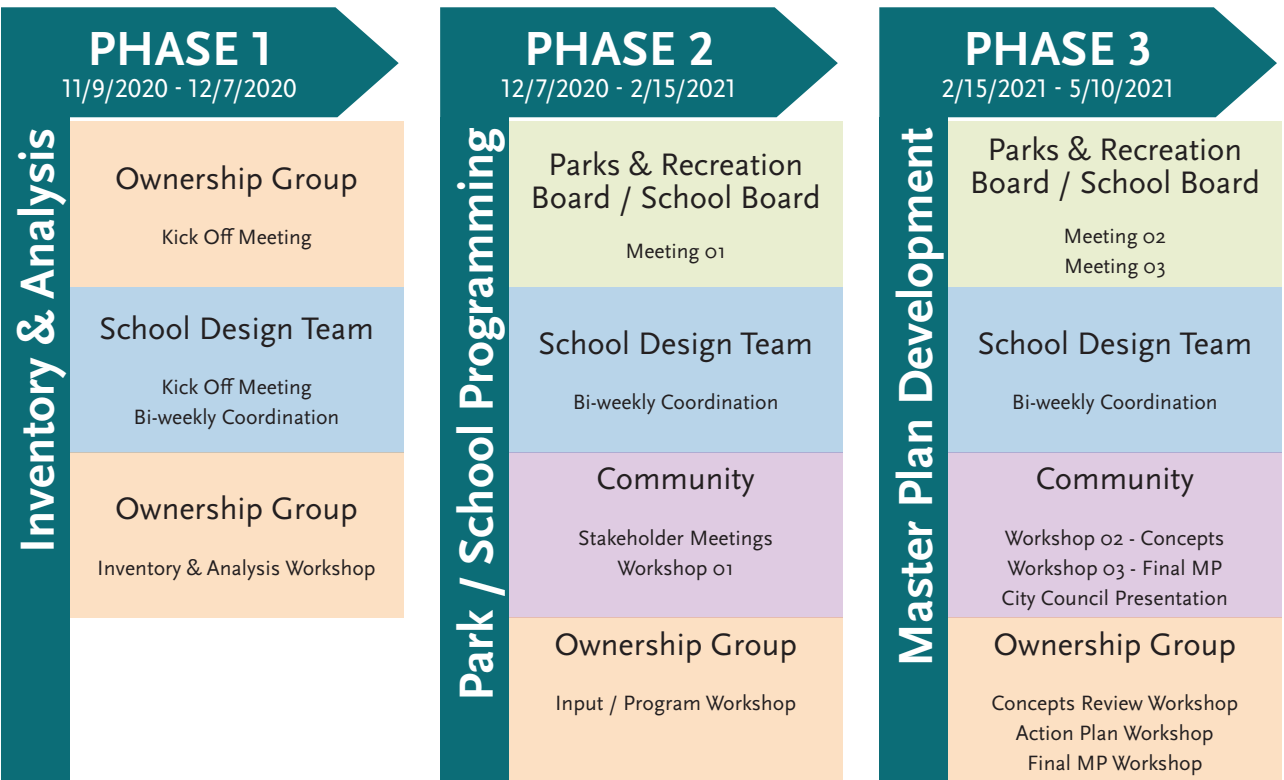 PHASE 1
11/9/2020 - 12/7/2020
Inventory & Analysis
Ownership Group
Kick Off Meeting
School Design Team
Kick Off Meeting
Bi-weekly Coordination
Ownership Group
Inventory & Analysis Workshop
PHASE 2
12/7/2020 - 2/15/2021
Park / School Programming
Parks & Recreation
Board / School Board
Meeting 01
School Design Team
Bi-weekly Coordination
Community
Stakeholder Meetings
Workshop 01
Ownership Group
Input / Program Workshop
PHASE 3
2/15/2021 - 5/10/2021
Master Plan Development
Parks & Recreation
Board / School Board
Meeting 02
Meeting 03
School Design Team
Bi-weekly Coordination
Community
Workshop 02 - Concepts
Workshop 03 - Final MP
City Council Presentation
Ownership Group
Concepts Review Workshop
Action Plan Workshop
Final MP Workshop